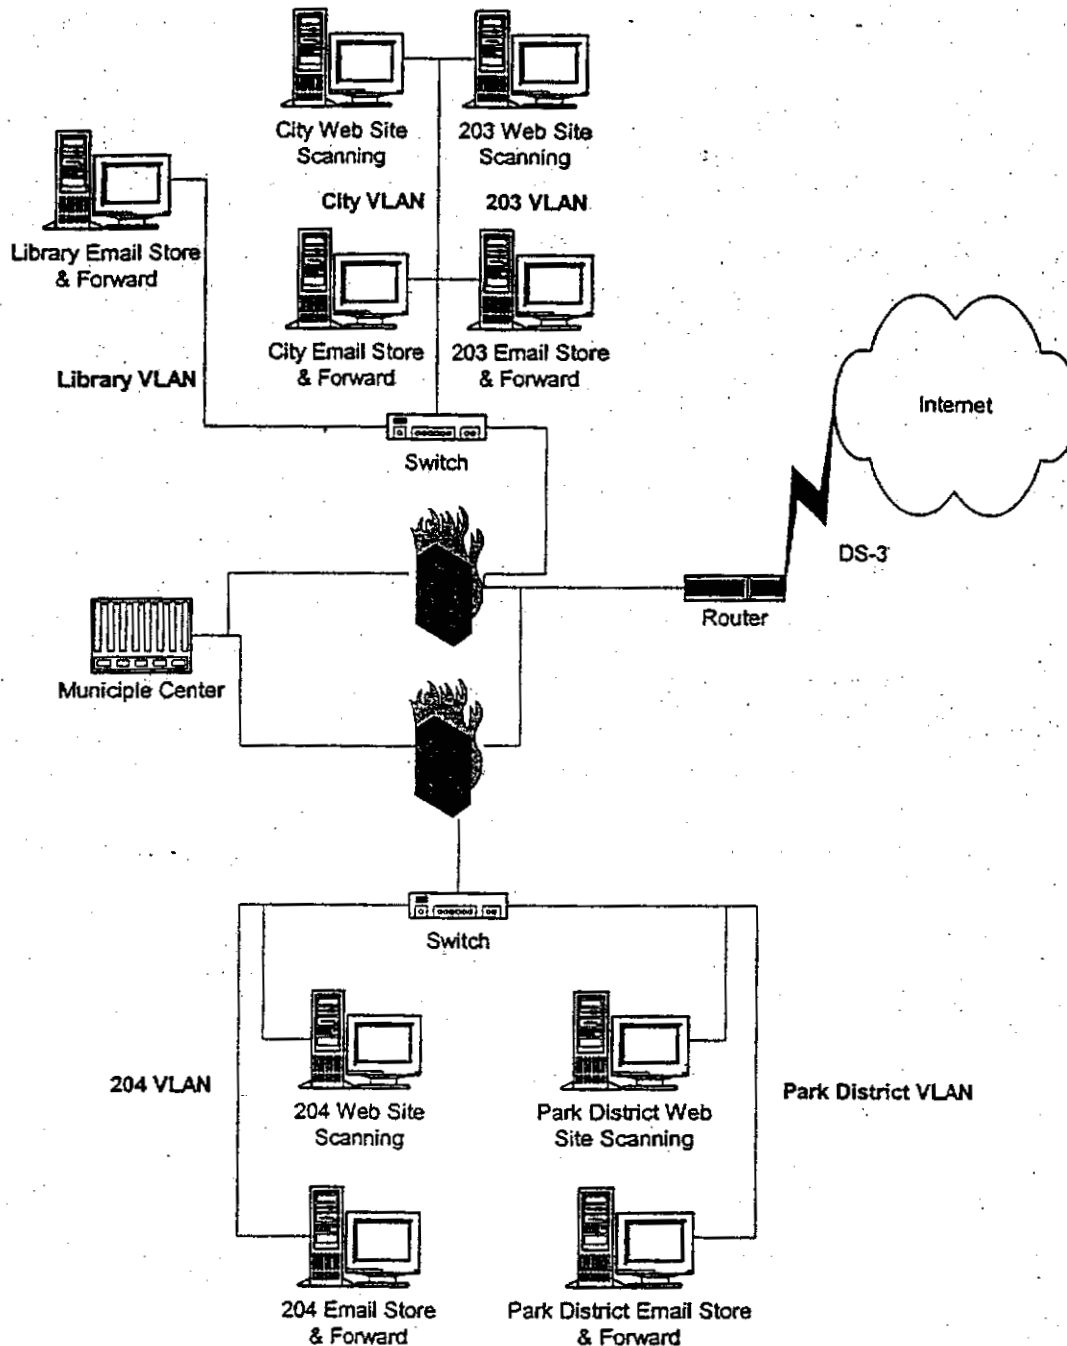 City Web Site
Scanning
203 Web Site
Scanning
City VLAN
203 VLAN
Library Email Store
& Forward
City Email Store
& Forward
203 Email Store
& Forward
Library VLAN
Internet
Switch
DS-3
Router
Municiple Center
Switch
204 VLAN
204 Web Site
Scanning
Park District Web
Site Scanning
Park District VLAN
204 Email Store
& Forward
Park District Email Store
& Forward